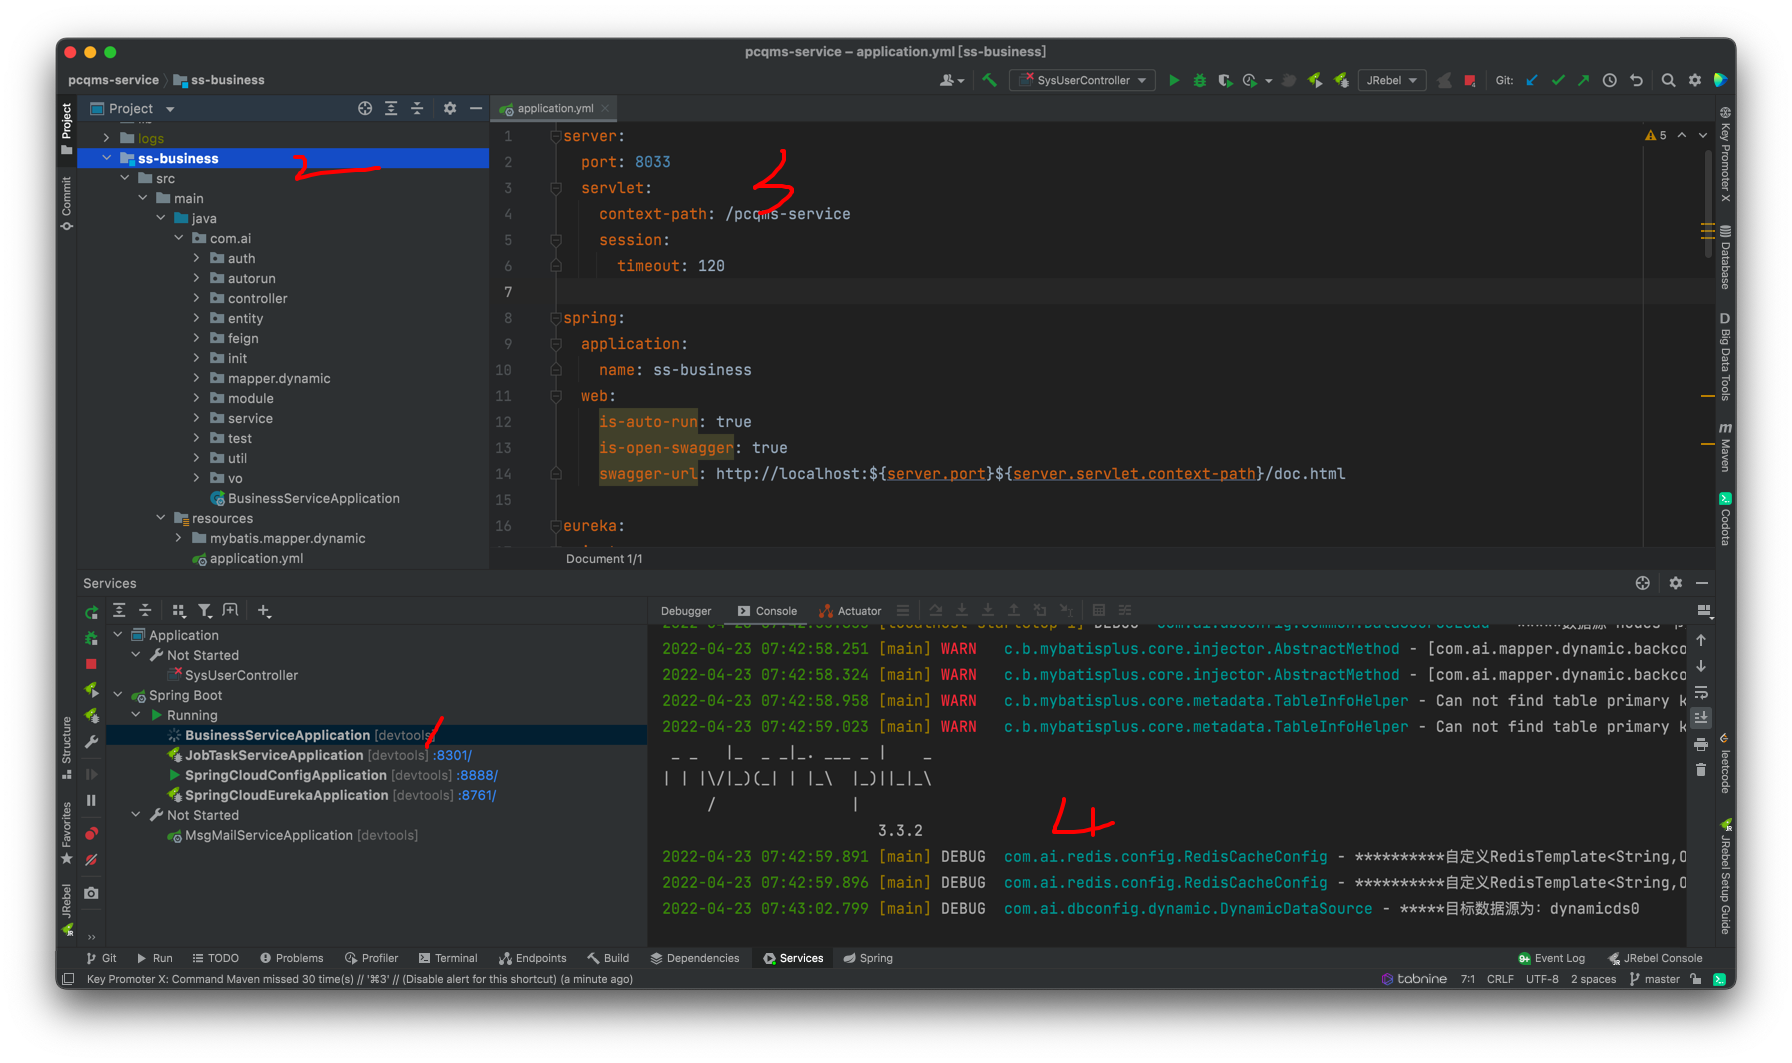 pcqms-service – application.yml [ss-business]
pcqms-service
ss-business
SysUserController
JRebel
Git:
Project
application.yml
Project
Commit
Structure
Favorites
JRebel
logs
ss-business
2
src
main
java
com.ai
auth
autorun
controller
entity
feign
init
mapper.dynamic
module
service
test
util
vo
BusinessServiceApplication
resources
mybatis.mapper.dynamic
application.yml
5
1 server:
2 port: 8033
3 servlet:
4 context-path: /pcqms-service
5 session:
6 timeout: 120
7
8 spring:
9 application:
10 name: ss-business
11 web:
12 is-auto-run: true
13 is-open-swagger: true
14 swagger-url: http://localhost:${server.port}${server.servlet.context-path}/doc.html
15
16 eureka:
3
Document 1/1
Key Promoter X
Database
D Big Data Tools
m Maven
Codota
leetcode
JRebel Setup Guide
Services
Application
Not Started
SysUserController
Spring Boot
Running
BusinessServiceApplication [devtools]
JobTaskServiceApplication [devtools] :8301/
SpringCloudConfigApplication [devtools] :8888/
SpringCloudEurekaApplication [devtools] :8761/
Not Started
MsgMailServiceApplication [devtools]
Debugger
Console
Actuator
2022-04-23 07:42:58.251 [main] WARN c.b.mybatisplus.core.injector.AbstractMethod - [com.ai.mapper.dynamic.backco
2022-04-23 07:42:58.324 [main] WARN c.b.mybatisplus.core.injector.AbstractMethod - [com.ai.mapper.dynamic.backco
2022-04-23 07:42:58.958 [main] WARN c.b.mybatisplus.core.metadata.TableInfoHelper - Can not find table primary k
2022-04-23 07:42:59.023 [main] WARN c.b.mybatisplus.core.metadata.TableInfoHelper - Can not find table primary k
_ _ |_ _ _|_. ___ _ | _
| | |\/|_)(_| | |_\ |_)||_|_\
/ |
3.3.2
4
2022-04-23 07:42:59.891 [main] DEBUG com.ai.redis.config.RedisCacheConfig - **********自定义RedisTemplate<String,O
2022-04-23 07:42:59.896 [main] DEBUG com.ai.redis.config.RedisCacheConfig - **********自定义RedisTemplate<String,O
2022-04-23 07:43:02.799 [main] DEBUG com.ai.dbconfig.dynamic.DynamicDataSource - *****目标数据源为：dynamicds0
Git
Run
TODO
Problems
Profiler
Terminal
Endpoints
Build
Dependencies
Services
Spring
9+ Event Log
JRebel Console
Key Promoter X: Command Maven missed 30 time(s) // '⌘3' // (Disable alert for this shortcut) (a minute ago)
tabnine
7:1
CRLF
UTF-8
2 spaces
master